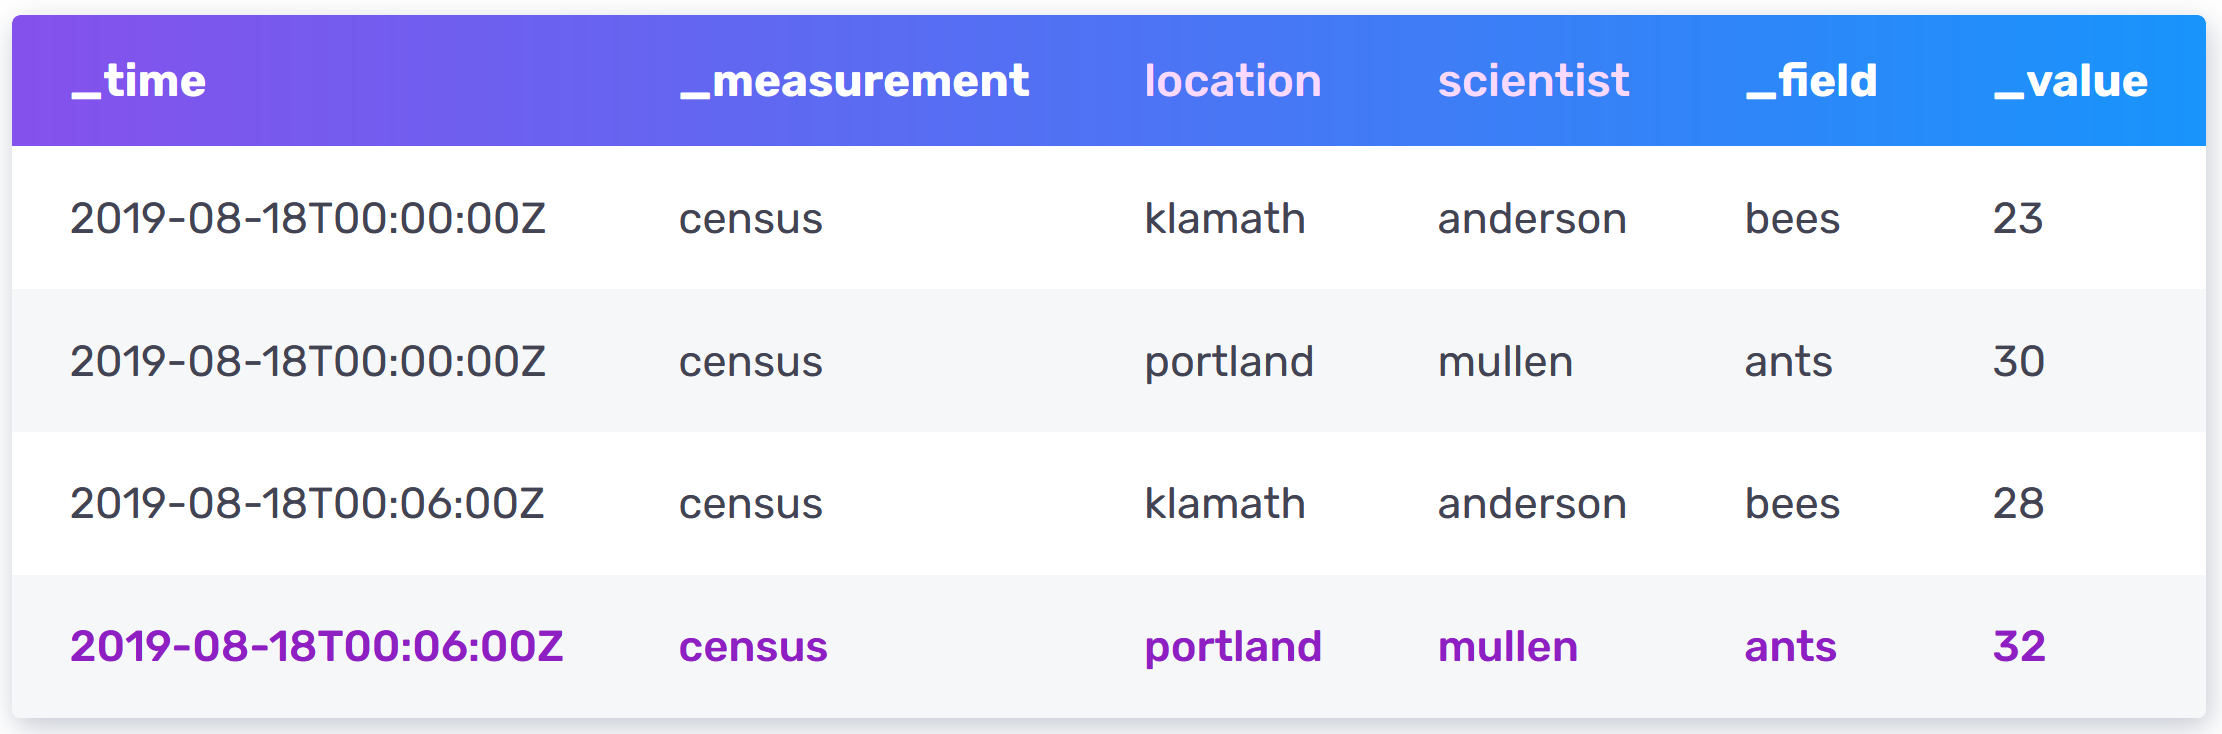 _time _measurement location scientist _field _value
2019-08-18T00:00:00Z census klamath anderson bees 23
2019-08-18T00:00:00Z census portland mullen ants 30
2019-08-18T00:06:00Z census klamath anderson bees 28
2019-08-18T00:06:00Z census portland mullen ants 32